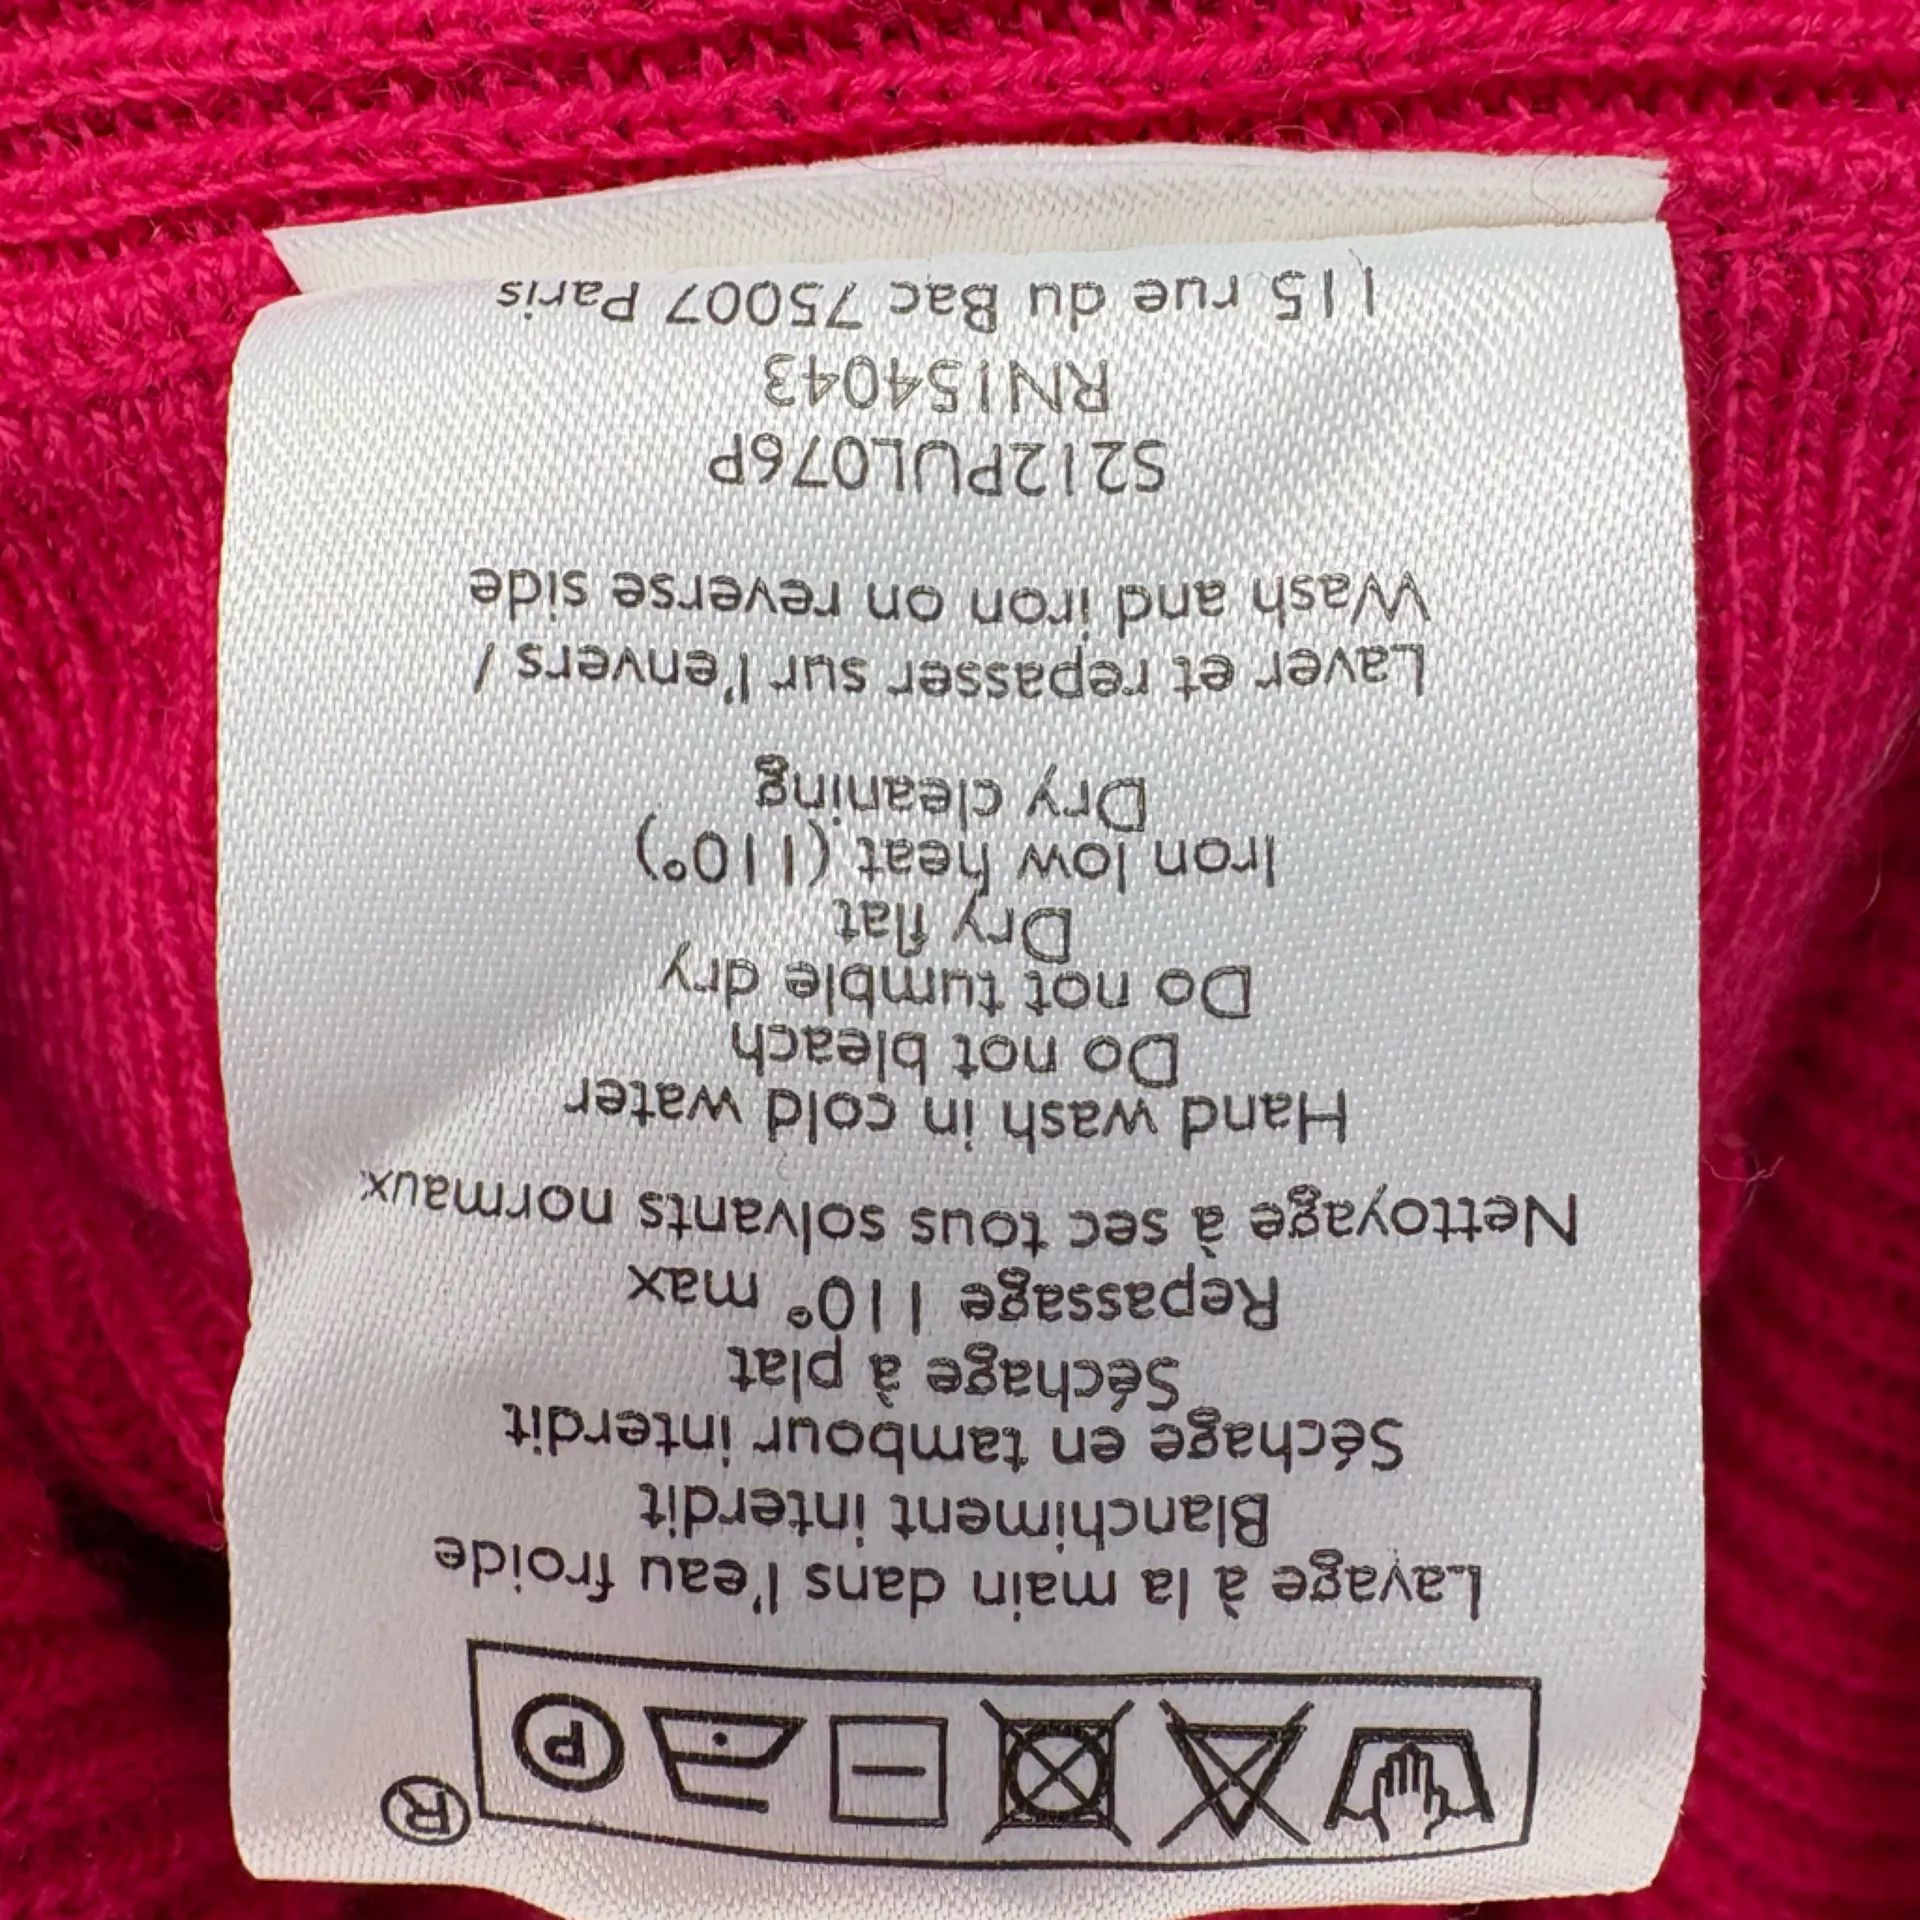 ®
P
Lavage à la main dans l'eau froide
Blanchiment interdit
Séchage en tambour interdit
Séchage à plat
Repassage 110° max
Nettoyage à sec tous solvants normaux
Hand wash in cold water
Do not bleach
Do not tumble dry
Dry flat
Iron low heat (110°)
Dry cleaning
Laver et repasser sur l'envers /
Wash and iron on reverse side
S212PUL076P
RN154043
115 rue du Bac 75007 Paris